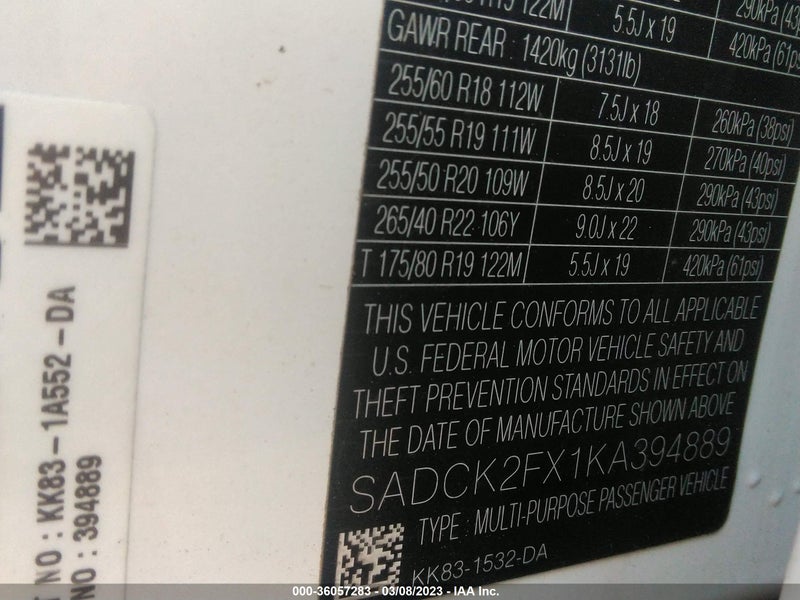 R19 122M 5.5J x 19 420kPa (61psi)
GAWR REAR : 1420kg (3131lb)
255/60 R18 112W 7.5J x 18 260kPa (38psi)
255/55 R19 111W 8.5J x 19 270kPa (40psi)
255/50 R20 109W 8.5J x 20 290kPa (43psi)
265/40 R22 106Y 9.0J x 22 290kPa (43psi)
T 175/80 R19 122M 5.5J x 19 420kPa (61psi)
THIS VEHICLE CONFORMS TO ALL APPLICABLE
U.S. FEDERAL MOTOR VEHICLE SAFETY AND
THEFT PREVENTION STANDARDS IN EFFECT ON
THE DATE OF MANUFACTURE SHOWN ABOVE
SADCK2FX1KA394889
TYPE : MULTI-PURPOSE PASSENGER VEHICLE
KK83-1532-DA
T NO : KK83-1A552-DA
NO : 394889
000-36057283 - 03/08/2023 - IAA Inc.